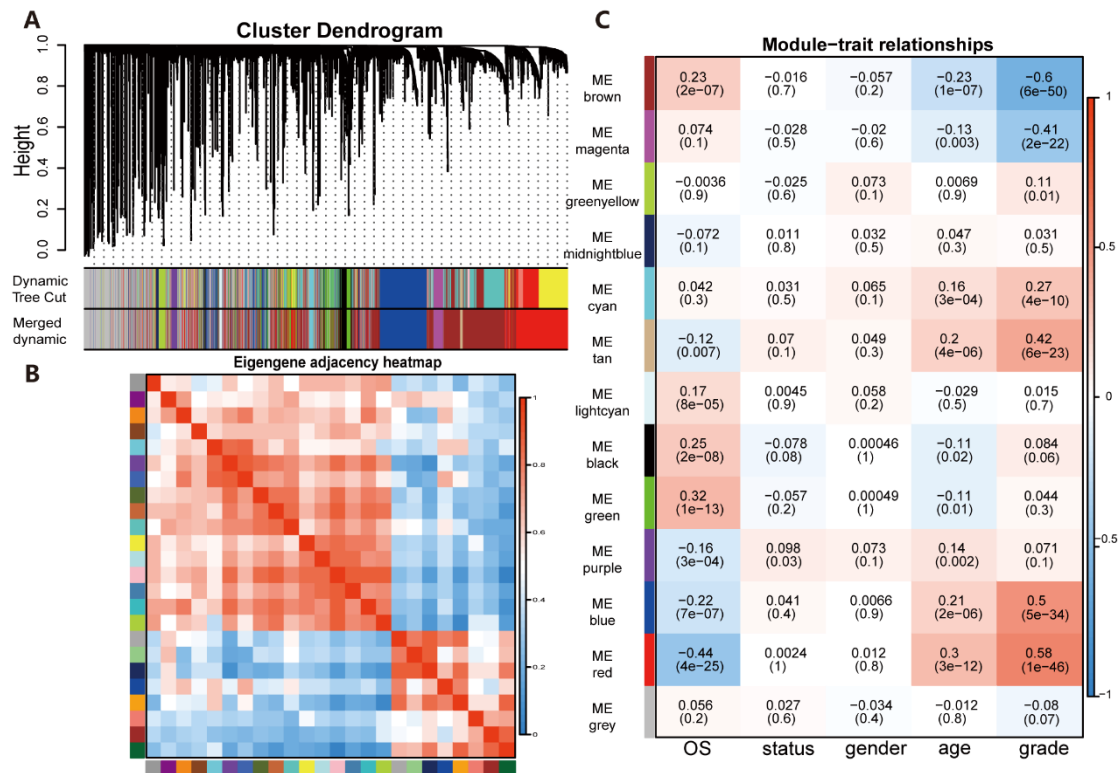 A
Cluster Dendrogram
Height
1.0
0.8
0.6
0.4
0.2
0.0
Dynamic
Tree Cut
Merged
dynamic
B
Eigengene adjacency heatmap
1
0.8
0.6
0.4
0.2
0
C
Module−trait relationships
ME brown
0.23 −0.016 −0.057 −0.23 −0.6
(2e−07) (0.7) (0.2) (1e−07) (6e−50)
ME magenta
0.074 −0.028 −0.02 −0.13 −0.41
(0.1) (0.5) (0.6) (0.003) (2e−22)
ME greenyellow
−0.0036 −0.025 0.073 0.0069 0.11
(0.9) (0.6) (0.1) (0.9) (0.01)
ME midnightblue
−0.072 0.011 0.032 0.047 0.031
(0.1) (0.8) (0.5) (0.3) (0.5)
ME cyan
0.042 0.031 0.065 0.16 0.27
(0.3) (0.5) (0.1) (3e−04) (4e−10)
ME tan
−0.12 0.07 0.049 0.2 0.42
(0.007) (0.1) (0.3) (4e−06) (6e−23)
ME lightcyan
0.17 0.0045 0.058 −0.029 0.015
(8e−05) (0.9) (0.2) (0.5) (0.7)
ME black
0.25 −0.078 0.00046 −0.11 0.084
(2e−08) (0.08) (1) (0.02) (0.06)
ME green
0.32 −0.057 0.00049 −0.11 0.044
(1e−13) (0.2) (1) (0.01) (0.3)
ME purple
−0.16 0.098 0.073 0.14 0.071
(3e−04) (0.03) (0.1) (0.002) (0.1)
ME blue
−0.22 0.041 0.0066 0.21 0.5
(7e−07) (0.4) (0.9) (2e−06) (5e−34)
ME red
−0.44 0.0024 0.012 0.3 0.58
(4e−25) (1) (0.8) (3e−12) (1e−46)
ME grey
0.056 0.027 −0.034 −0.012 −0.08
(0.2) (0.6) (0.4) (0.8) (0.07)
OS status gender age grade
1
0.5
0
−0.5
−1